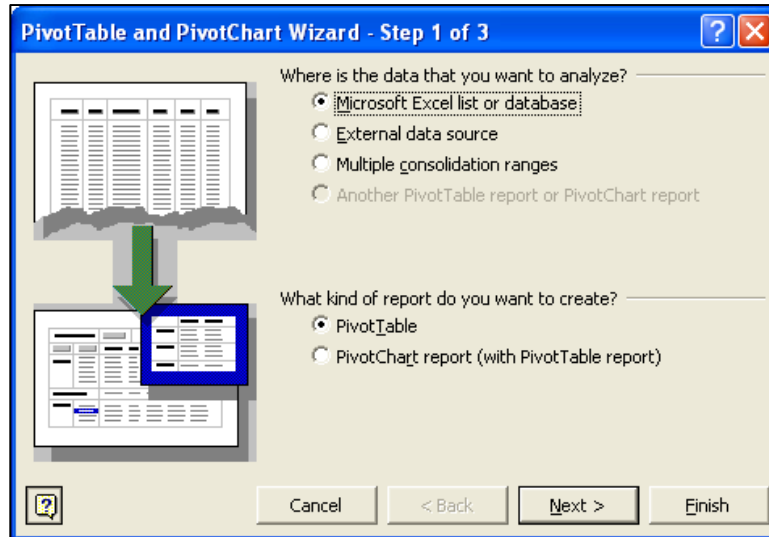 PivotTable and PivotChart Wizard - Step 1 of 3
Where is the data that you want to analyze?
Microsoft Excel list or database
External data source
Multiple consolidation ranges
Another PivotTable report or PivotChart report
What kind of report do you want to create?
PivotTable
PivotChart report (with PivotTable report)
Cancel
< Back
Next >
Finish